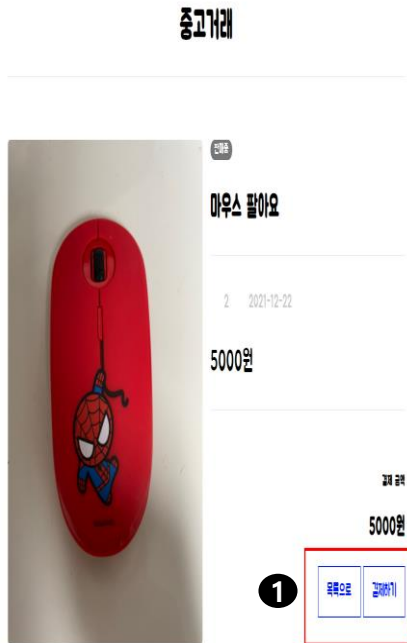 중고거래
진행중
마우스 팔아요
2 2021-12-22
5000원
결제 금액
5000원
1
목록으로 결제하기